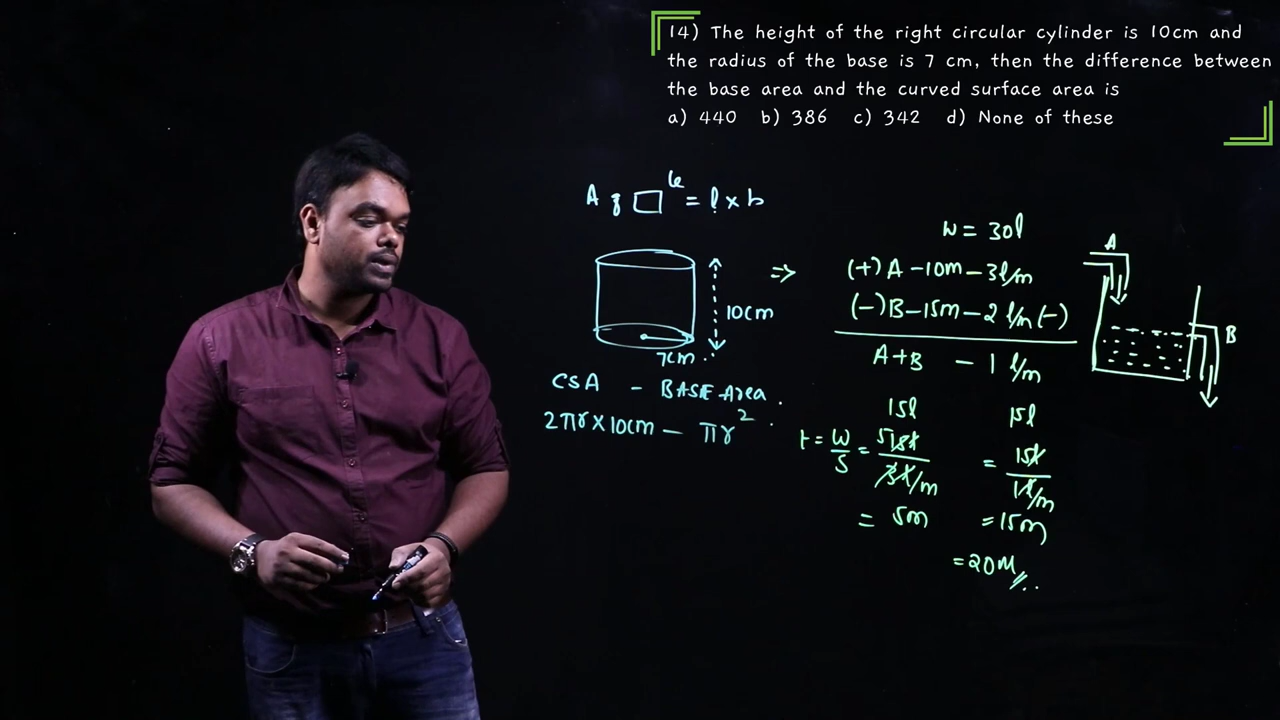 14) The height of the right circular cylinder is 10cm and
the radius of the base is 7 cm, then the difference between
the base area and the curved surface area is
a) 440 b) 386 c) 342 d) None of these
A of □le = l × b
10cm
7cm
CSA - BASE Area.
2πr × 10cm - πr²
W = 30l
(+) A - 10m - 3l/m
(-) B - 15m - 2 l/m (-)
A+B - 1 l/m
15l 15l
t = W/S = 15l/3l/m = 15l/1l/m
5
= 5m = 15m
= 20M//..
A
B